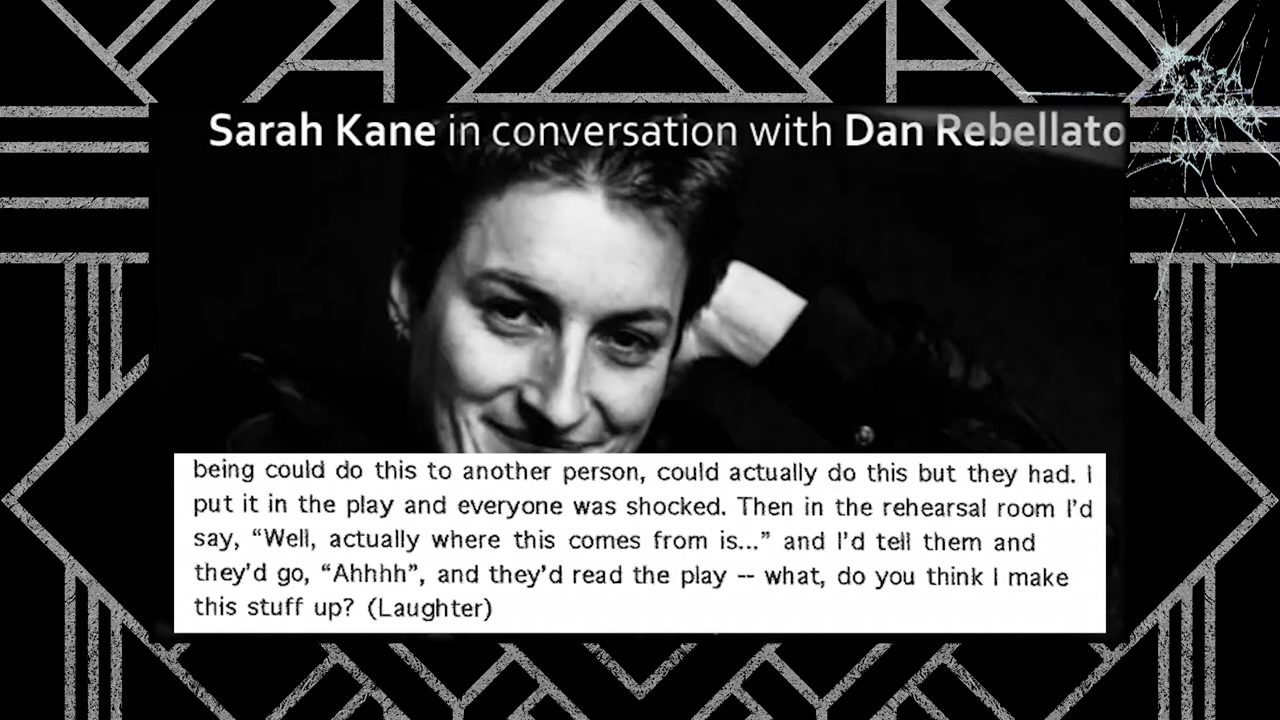 Sarah Kane in conversation with Dan Rebellato
being could do this to another person, could actually do this but they had. I
put it in the play and everyone was shocked. Then in the rehearsal room I'd
say, “Well, actually where this comes from is...” and I'd tell them and
they'd go, “Ahhhh”, and they'd read the play -- what, do you think I make
this stuff up? (Laughter)